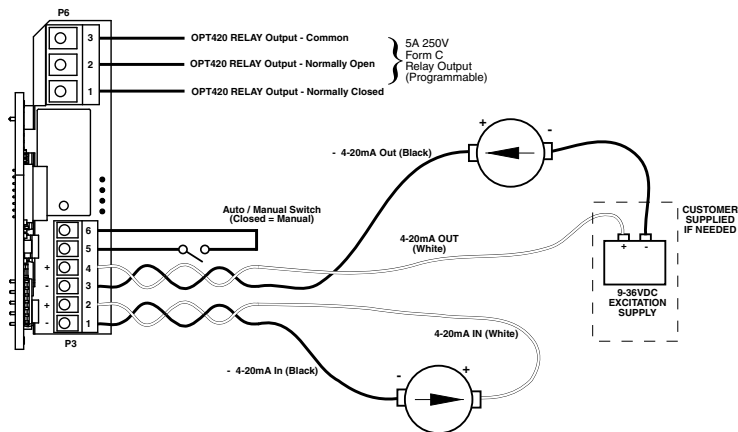 P6
3
OPT420 RELAY Output - Common
2
OPT420 RELAY Output - Normally Open
1
OPT420 RELAY Output - Normally Closed
5A 250V
Form C
Relay Output
(Programmable)
+
-
- 4-20mA Out (Black)
Auto / Manual Switch
(Closed = Manual)
6
5
+ 4
- 3
+ 2
- 1
P3
4-20mA OUT
(White)
CUSTOMER
SUPPLIED
IF NEEDED
+ -
9-36VDC
EXCITATION
SUPPLY
4-20mA IN (White)
- 4-20mA In (Black)
-
+